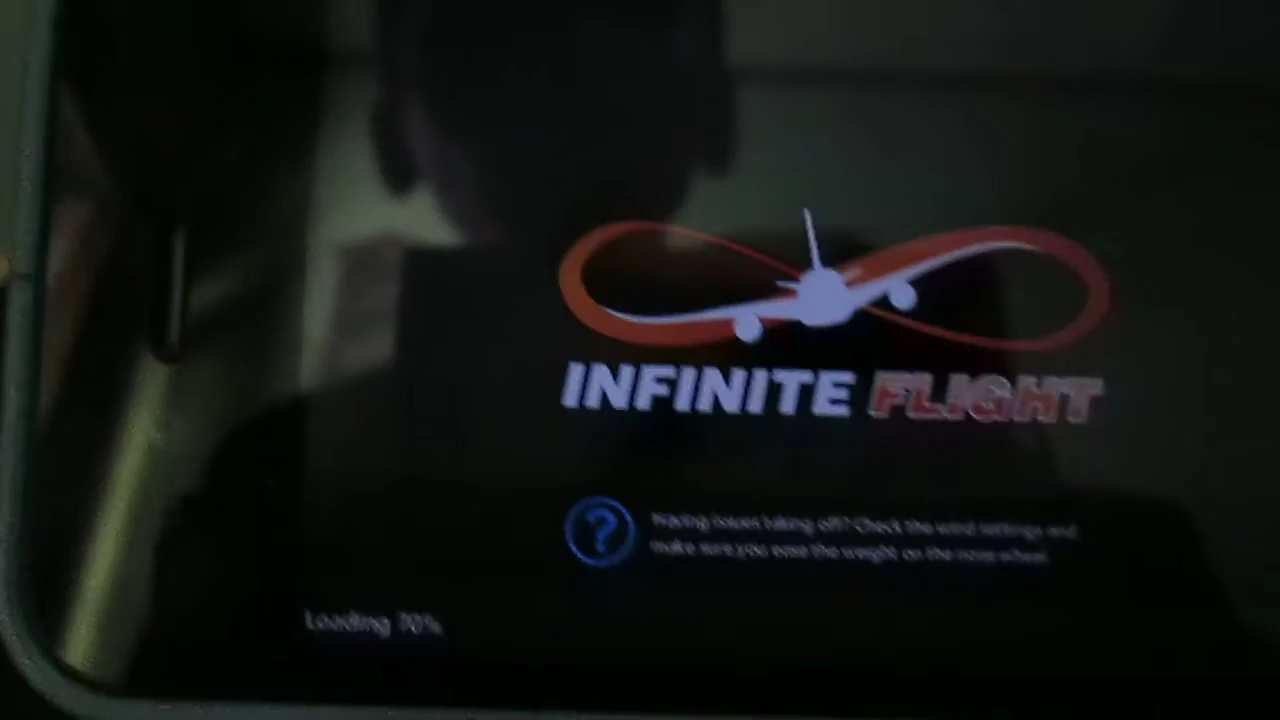 INFINITE FLIGHT
?
Having issues taking off? Check the wind settings and
make sure you ease the weight on the nose wheel.
Loading 70%